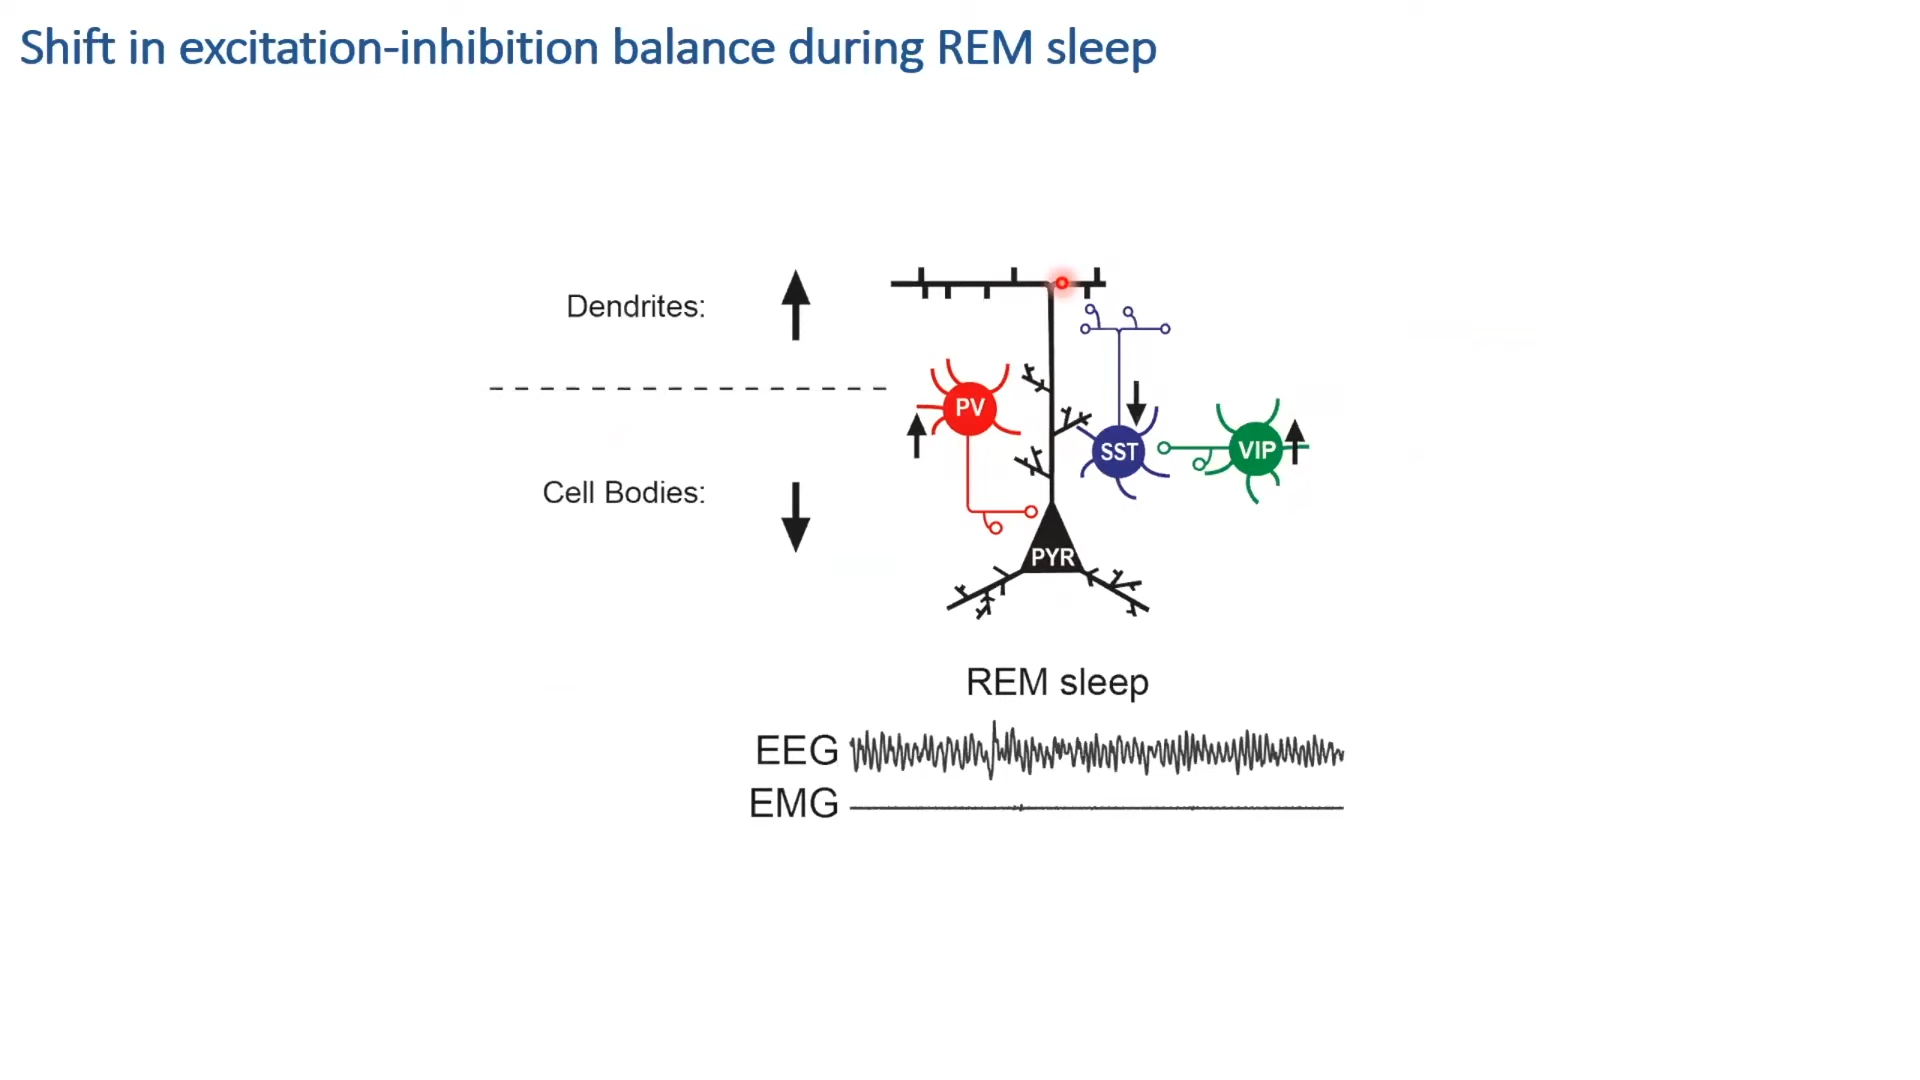 Shift in excitation-inhibition balance during REM sleep
Dendrites:
PV
SST
VIP
Cell Bodies:
PYR
REM sleep
EEG
EMG